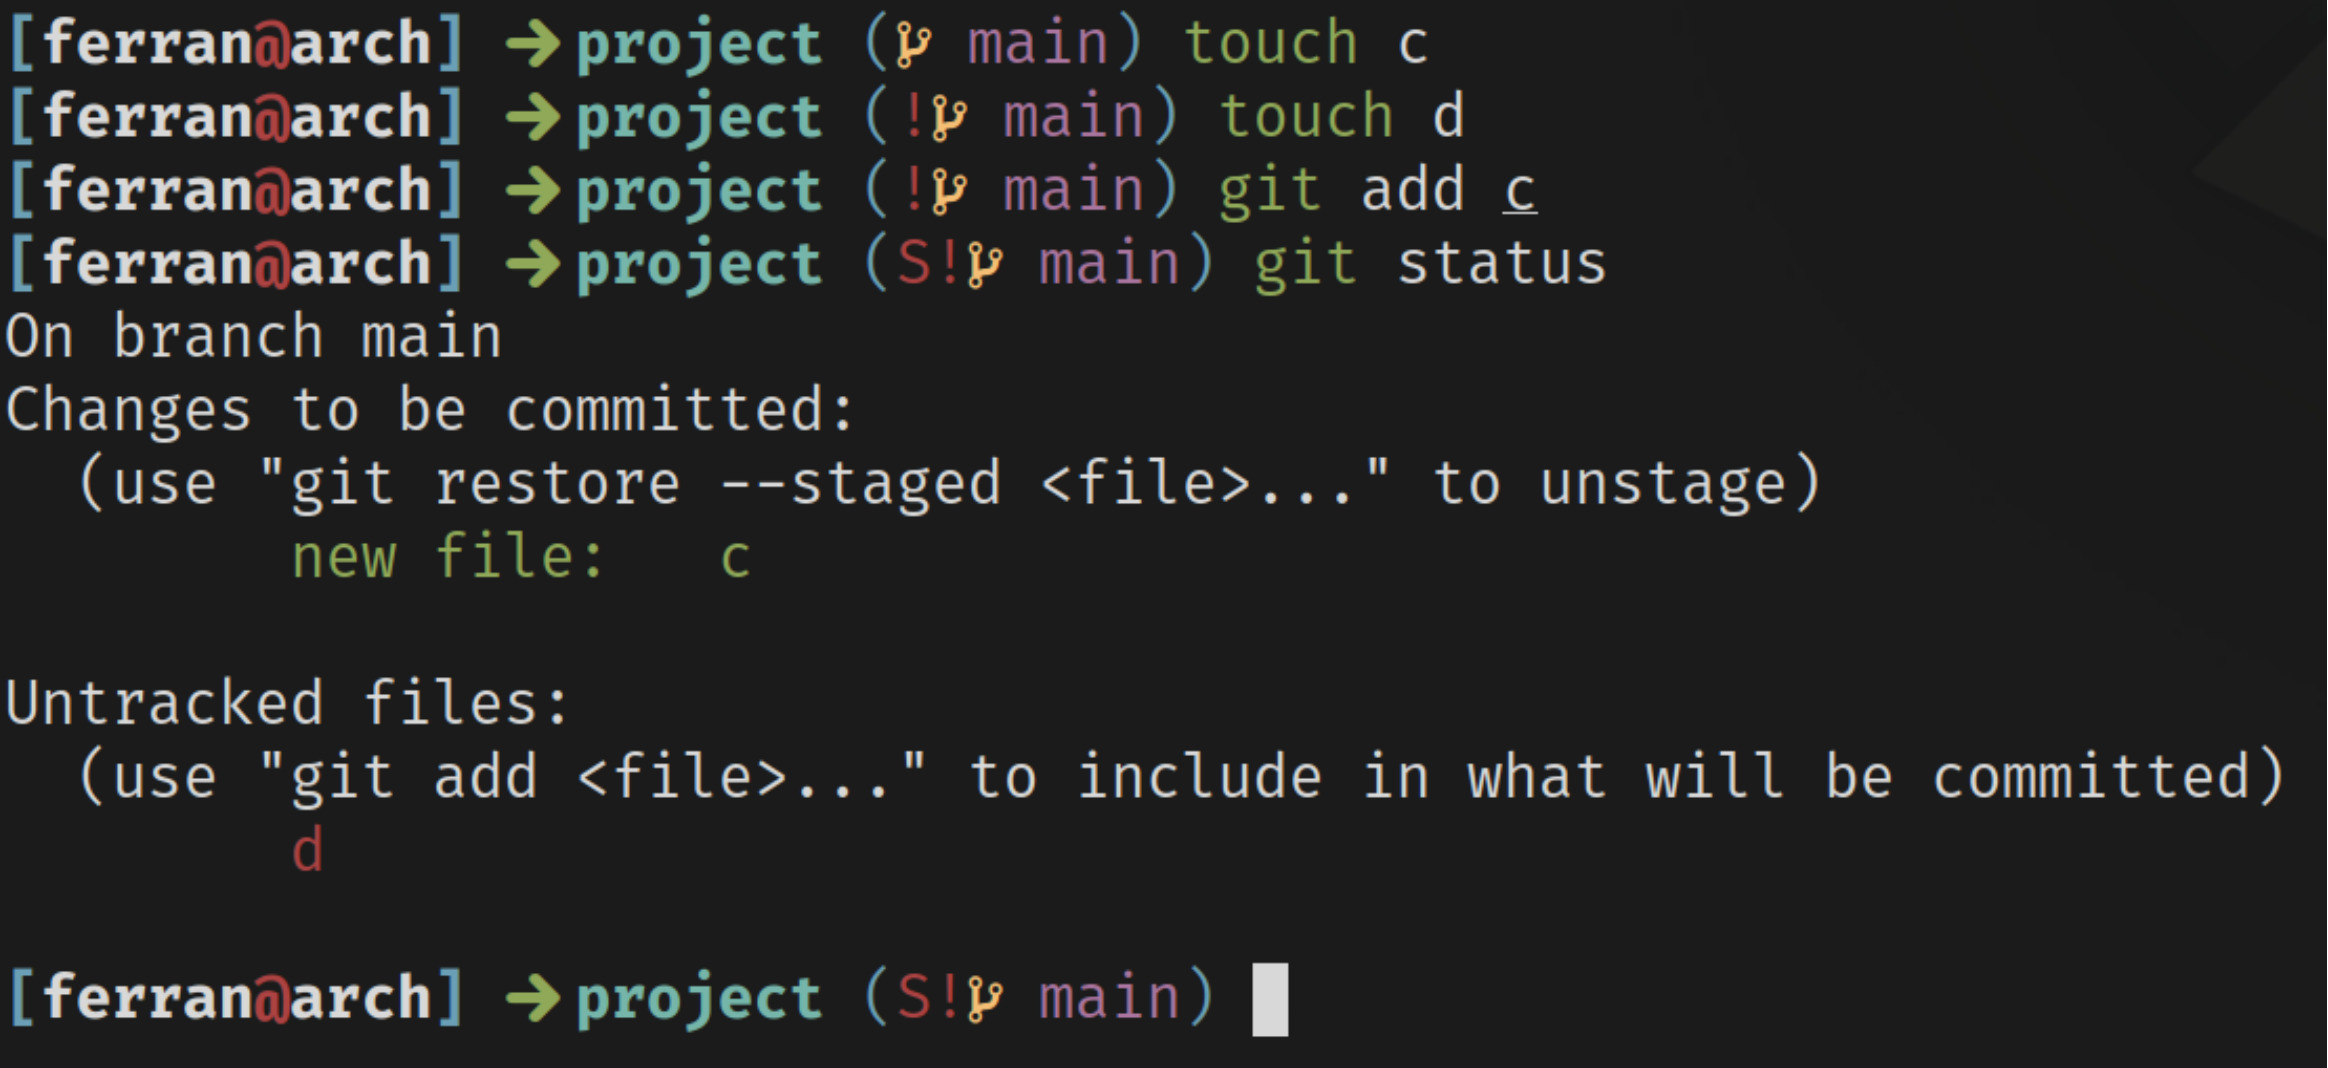 [ferran@arch] ➜ project ( main) touch c
[ferran@arch] ➜ project (! main) touch d
[ferran@arch] ➜ project (! main) git add c
[ferran@arch] ➜ project (S! main) git status
On branch main
Changes to be committed:
  (use "git restore --staged <file>..." to unstage)
        new file:   c
Untracked files:
  (use "git add <file>..." to include in what will be committed)
        d
[ferran@arch] ➜ project (S! main)